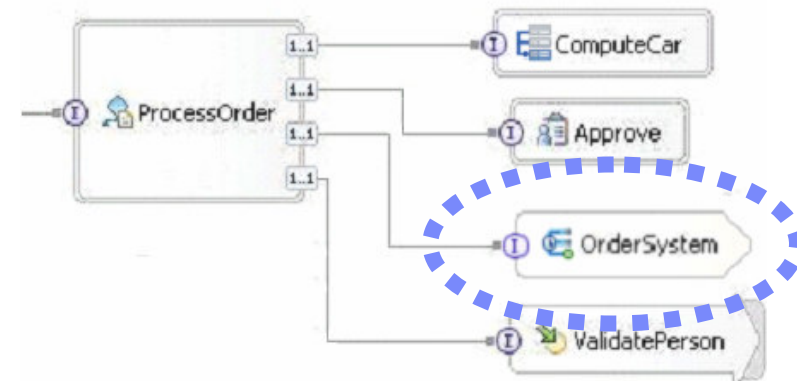 1..1
I ComputeCar
I ProcessOrder
1..1
I Approve
1..1
1..1
I OrderSystem
I ValidatePerson